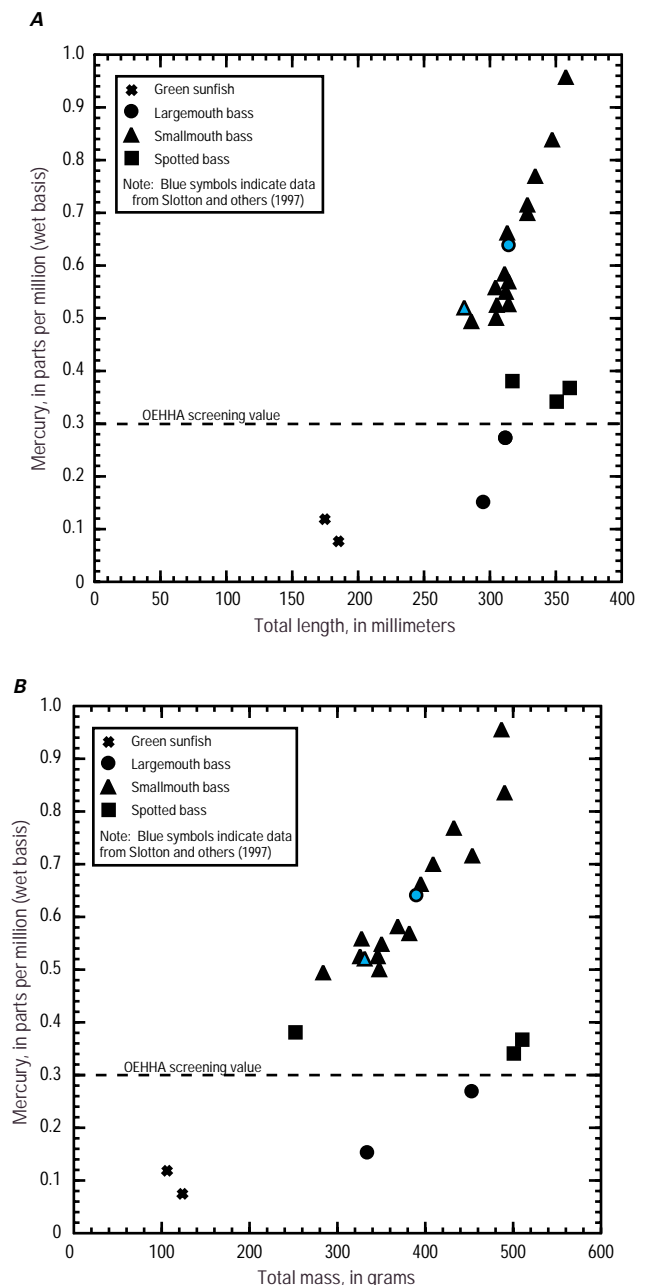 A
Mercury, in parts per million (wet basis)
1.0
0.9
0.8
0.7
0.6
0.5
0.4
0.3
0.2
0.1
0
Green sunfish
Largemouth bass
Smallmouth bass
Spotted bass
Note: Blue symbols indicate data
from Slotton and others (1997)
OEHHA screening value
0 50 100 150 200 250 300 350 400
Total length, in millimeters
B
Mercury, in parts per million (wet basis)
1.0
0.9
0.8
0.7
0.6
0.5
0.4
0.3
0.2
0.1
0
Green sunfish
Largemouth bass
Smallmouth bass
Spotted bass
Note: Blue symbols indicate data
from Slotton and others (1997)
OEHHA screening value
0 100 200 300 400 500 600
Total mass, in grams